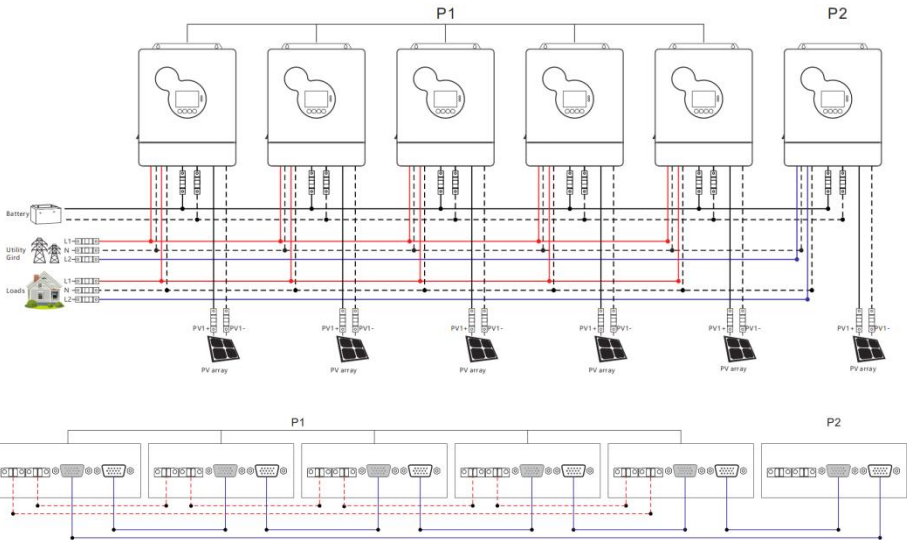 P1 P2
Battery
Utility
Gird
L1
N
L2
Loads
L1
N
L2
PV1+ PV1- PV1+ PV1- PV1+ PV1- PV1+ PV1- PV1+ PV1- PV1+ PV1-
PV array PV array PV array PV array PV array PV array
P1 P2